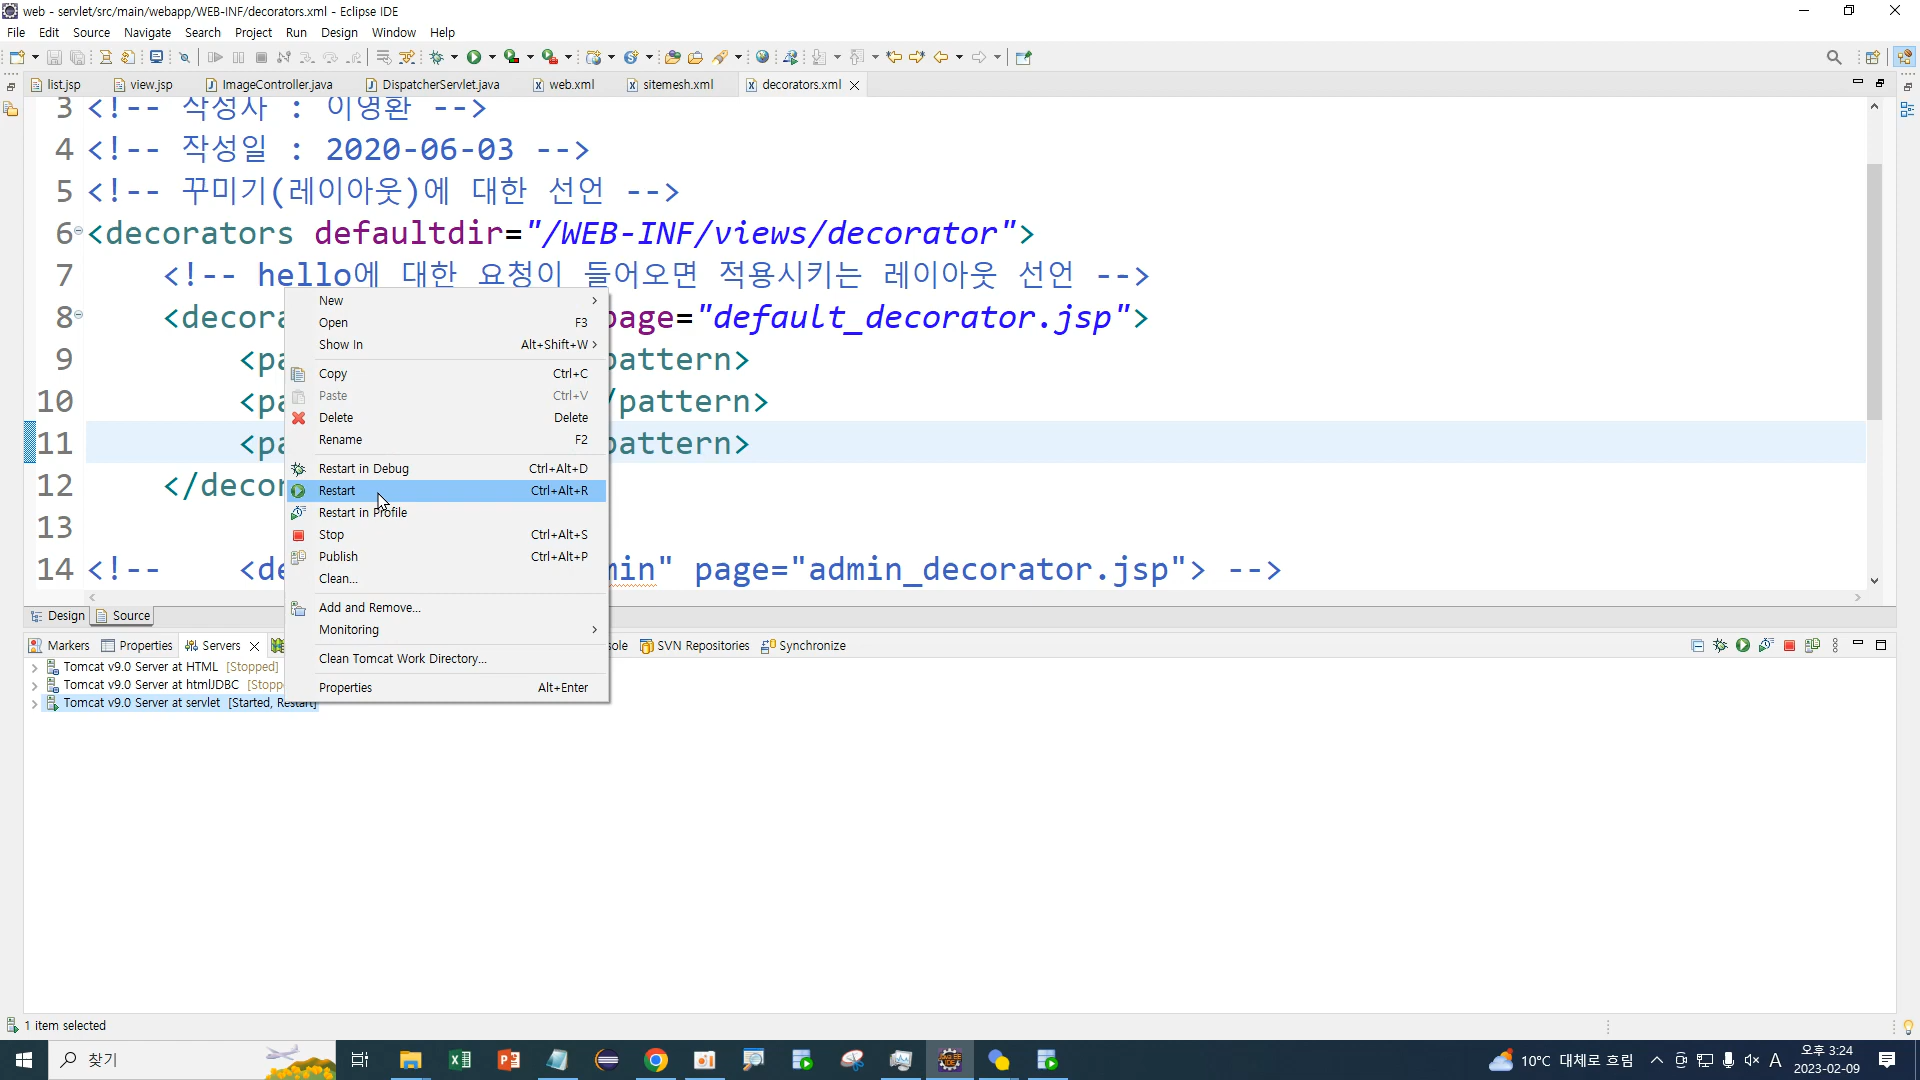 web - servlet/src/main/webapp/WEB-INF/decorators.xml - Eclipse IDE
File Edit Source Navigate Search Project Run Design Window Help
list.jsp view.jsp ImageController.java DispatcherServlet.java web.xml sitemesh.xml decorators.xml
3 <!-- 작성자 : 이영환 -->
4 <!-- 작성일 : 2020-06-03 -->
5 <!-- 꾸미기(레이아웃)에 대한 선언 -->
6 <decorators defaultdir="/WEB-INF/views/decorator">
7 <!-- hello에 대한 요청이 들어오면 적용시키는 레이아웃 선언 -->
8 <decora page="default_decorator.jsp">
9 <pa pattern>
10 <pa /pattern>
11 <pa pattern>
12 </decor
13
14 <!-- <de min" page="admin_decorator.jsp"> -->
New
Open F3
Show In Alt+Shift+W
Copy Ctrl+C
Paste Ctrl+V
Delete Delete
Rename F2
Restart in Debug Ctrl+Alt+D
Restart Ctrl+Alt+R
Restart in Profile
Stop Ctrl+Alt+S
Publish Ctrl+Alt+P
Clean...
Add and Remove...
Monitoring
Clean Tomcat Work Directory...
Properties Alt+Enter
Design Source
Markers Properties Servers sole SVN Repositories Synchronize
Tomcat v9.0 Server at HTML [Stopped]
Tomcat v9.0 Server at htmlJDBC [Stopp
Tomcat v9.0 Server at servlet [Started, Restart]
1 item selected
찾기
10°C 대체로 흐림
A
오후 3:24
2023-02-09